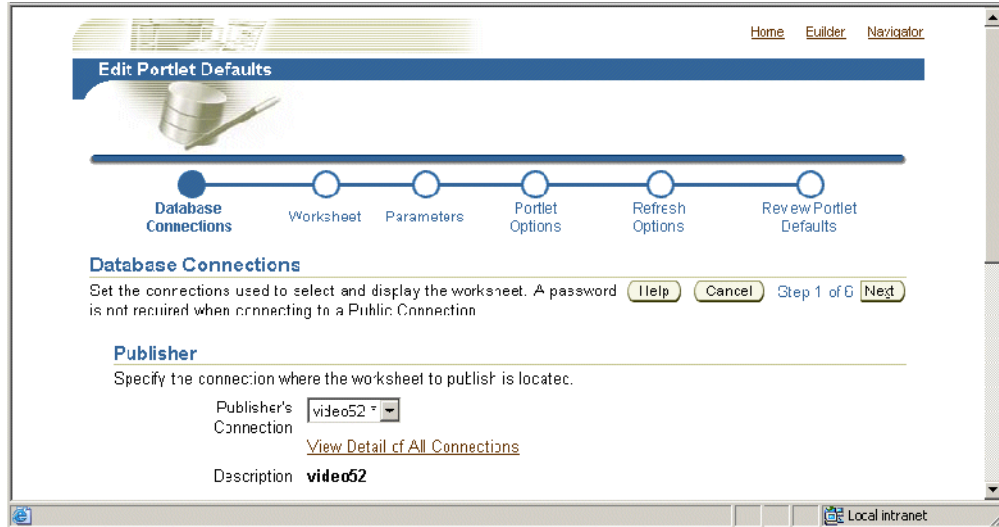 Home Builder Navigator
Edit Portlet Defaults
Database
Connections
Worksheet
Parameters
Portlet
Options
Refresh
Options
Review Portlet
Defaults
Database Connections
Set the connections used to select and display the worksheet. A password
is not required when connecting to a Public Connection
Help Cancel Step 1 of 6 Next
Publisher
Specify the connection where the worksheet to publish is located.
Publisher's
Connection
video52 *
View Detail of All Connections
Description video52
Local intranet